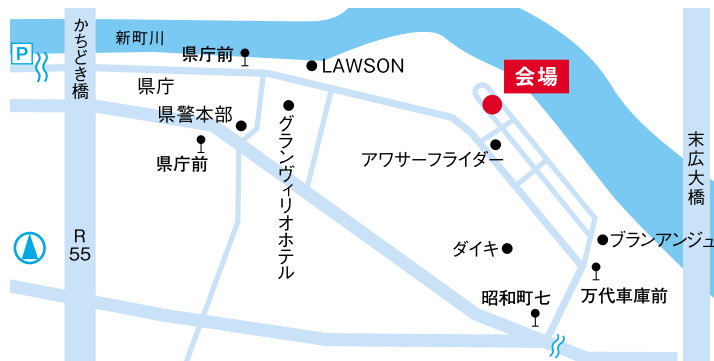 かちどき橋
新町川
P
県庁前
LAWSON
会場
県庁
県警本部
県庁前
グランヴィリオホテル
アワサーフライダー
末広大橋
R
55
ダイキ
ブランアンジュ
昭和町七
万代車庫前